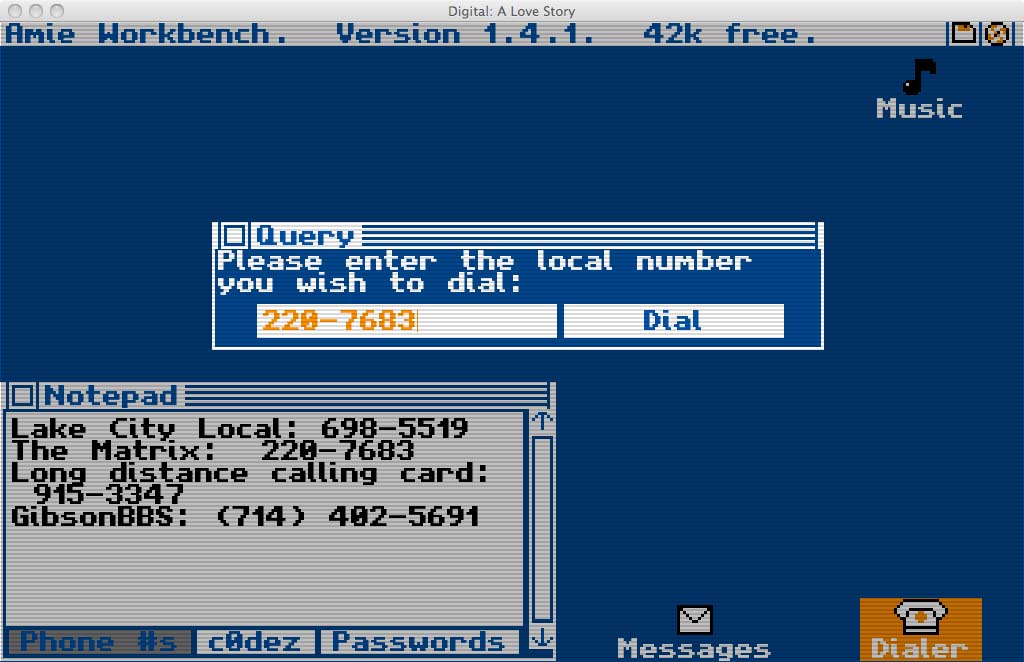 Digital: A Love Story
Amie Workbench. Version 1.4.1. 42k free.
Music
Query
Please enter the local number
you wish to dial:
220-7683
Dial
Notepad
Lake City Local: 698-5519
The Matrix: 220-7683
Long distance calling card:
915-3347
GibsonBBS: (714) 402-5691
Phone #s c0dez Passwords
Messages
Dialer